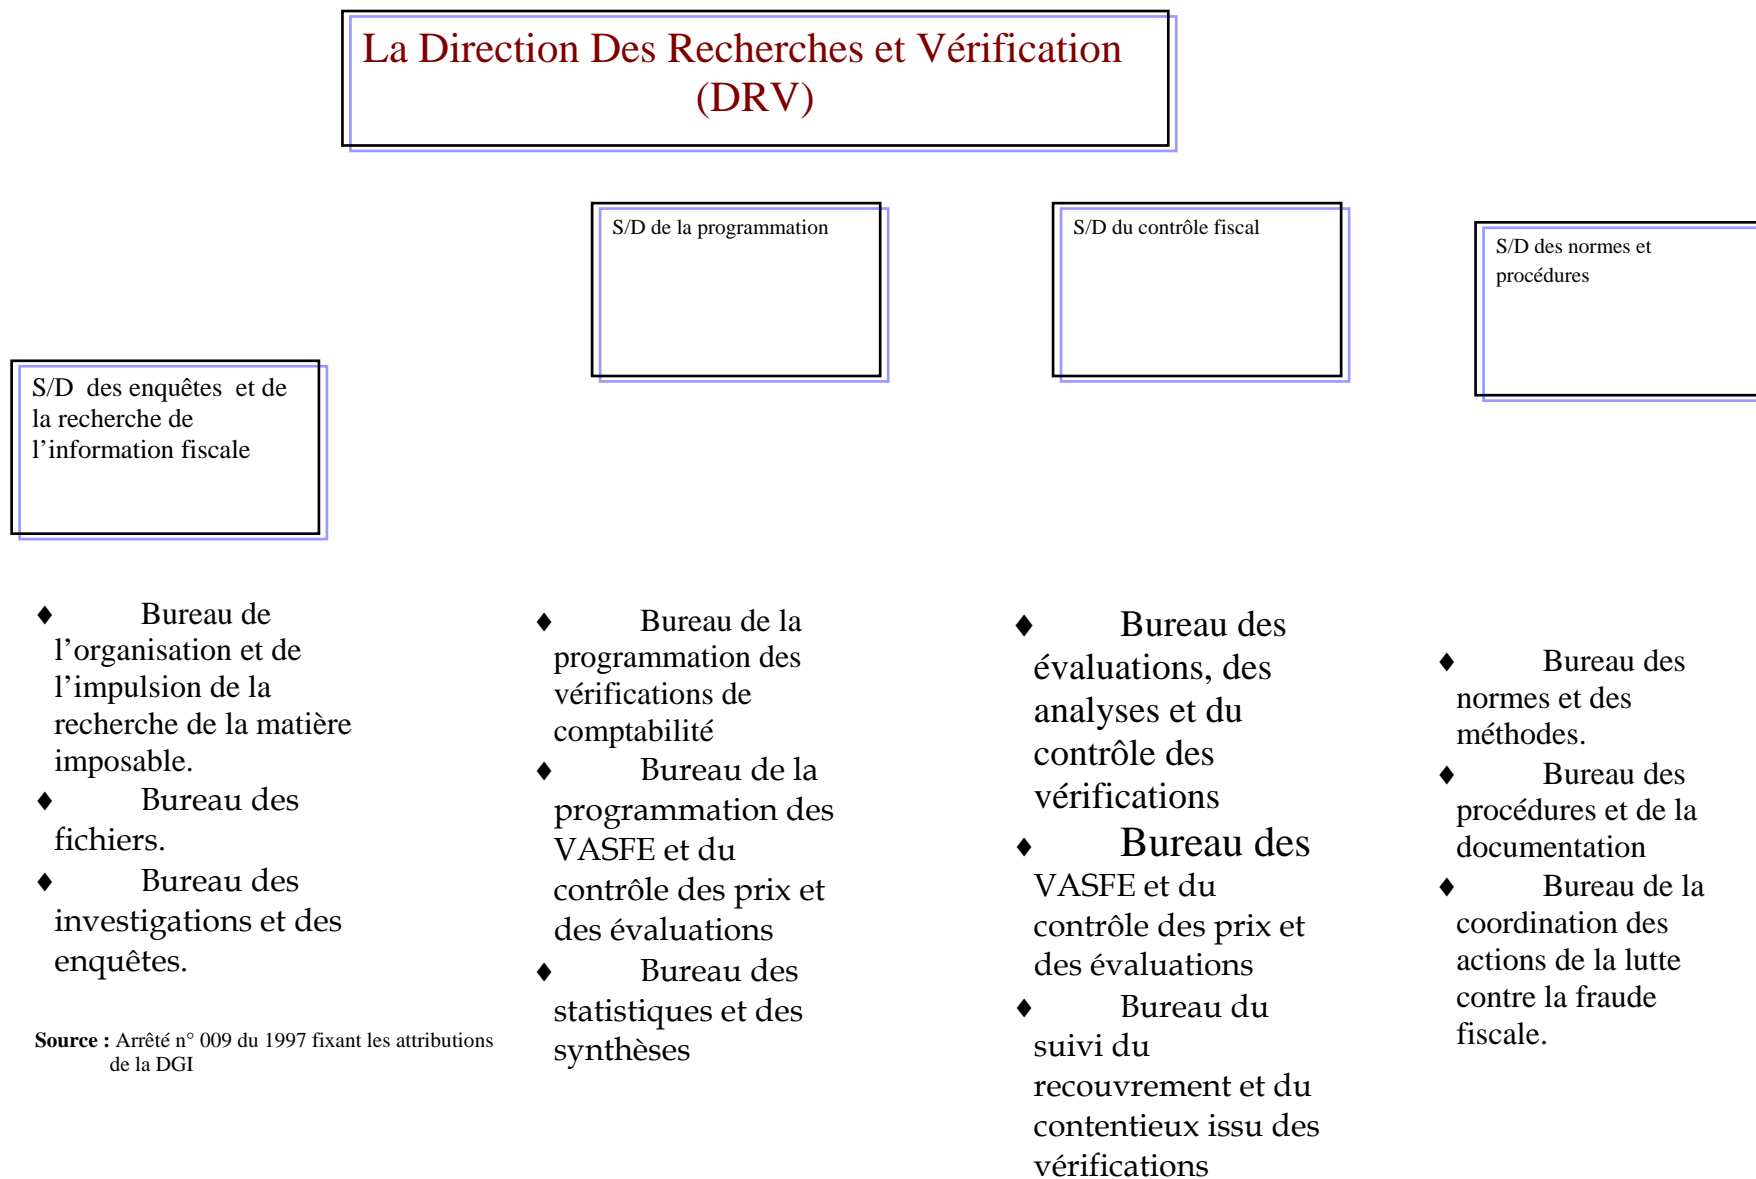 La Direction Des Recherches et Vérification
(DRV)
S/D de la programmation
S/D du contrôle fiscal
S/D des normes et
procédures
S/D des enquêtes et de
la recherche de
l’information fiscale
♦ Bureau de
l’organisation et de
l’impulsion de la
recherche de la matière
imposable.
♦ Bureau des
fichiers.
♦ Bureau des
investigations et des
enquêtes.
Source : Arrêté n° 009 du 1997 fixant les attributions
de la DGI
♦ Bureau de la
programmation des
vérifications de
comptabilité
♦ Bureau de la
programmation des
VASFE et du
contrôle des prix et
des évaluations
♦ Bureau des
statistiques et des
synthèses
♦ Bureau des
évaluations, des
analyses et du
contrôle des
vérifications
♦ Bureau des
VASFE et du
contrôle des prix et
des évaluations
♦ Bureau du
suivi du
recouvrement et du
contentieux issu des
vérifications
♦ Bureau des
normes et des
méthodes.
♦ Bureau des
procédures et de la
documentation
♦ Bureau de la
coordination des
actions de la lutte
contre la fraude
fiscale.